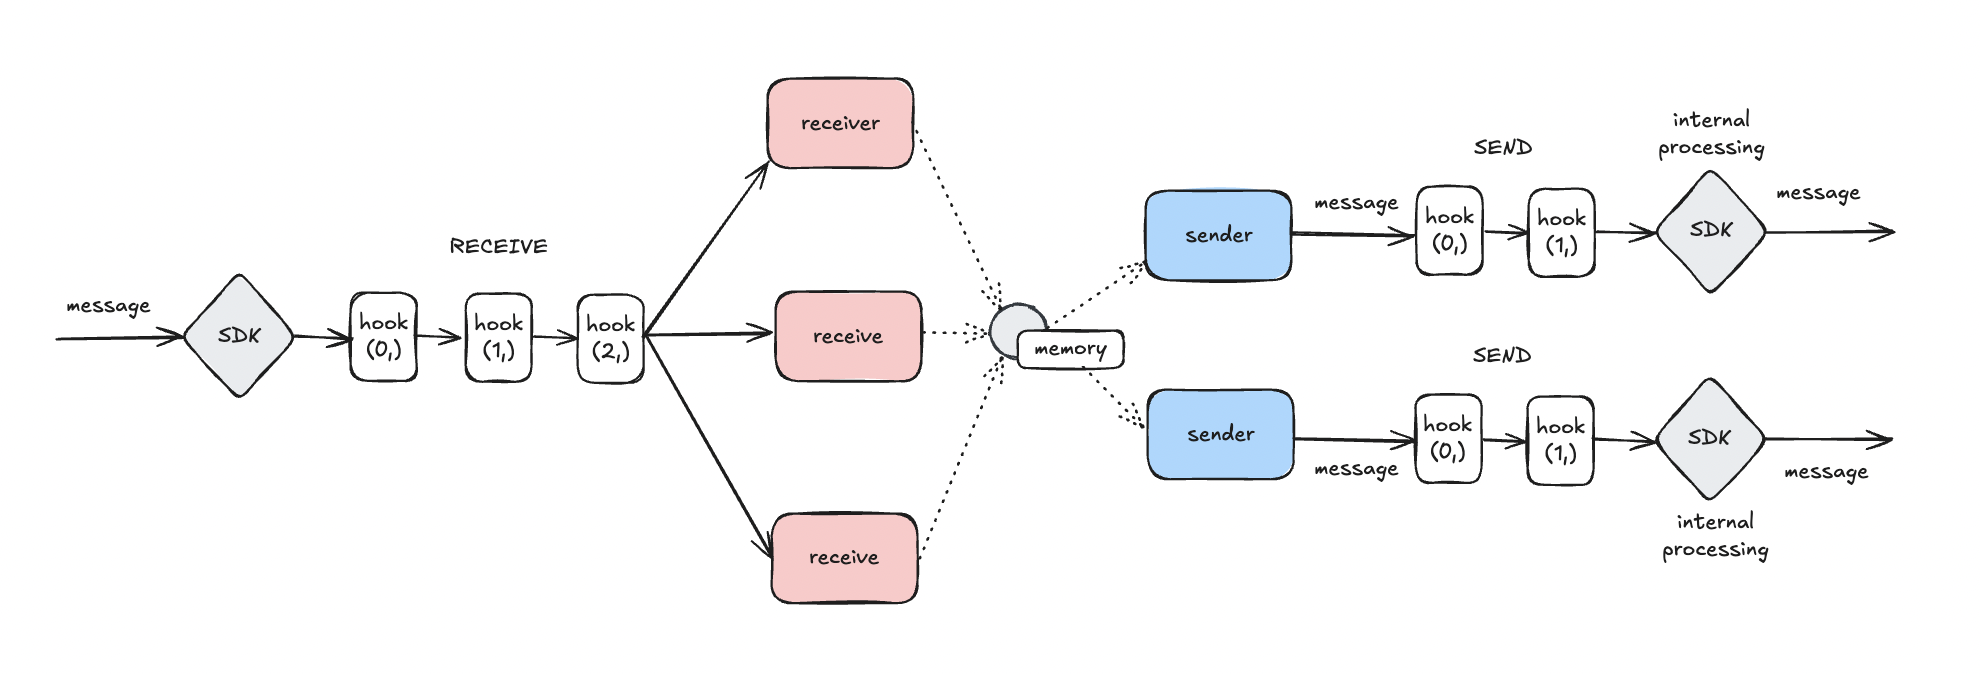 message
SDK
RECEIVE
hook
(0,)
hook
(1,)
hook
(2,)
receiver
receive
receive
memory
sender
message
SEND
hook
(0,)
hook
(1,)
internal
processing
SDK
message
sender
message
SEND
hook
(0,)
hook
(1,)
SDK
internal
processing
message